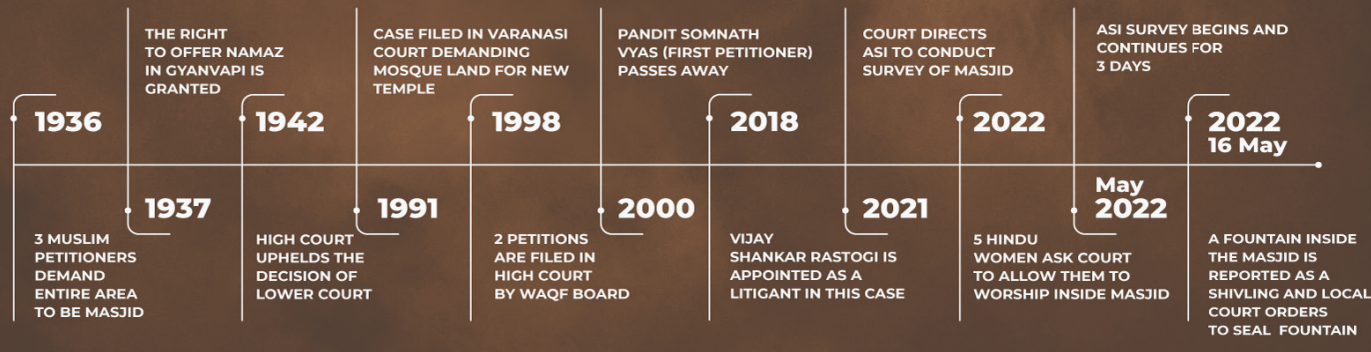 1936
3 MUSLIM
PETITIONERS
DEMAND
ENTIRE AREA
TO BE MASJID
THE RIGHT
TO OFFER NAMAZ
IN GYANVAPI IS
GRANTED
1937
1942
HIGH COURT
UPHELDS THE
DECISION OF
LOWER COURT
CASE FILED IN VARANASI
COURT DEMANDING
MOSQUE LAND FOR NEW
TEMPLE
1991
1998
2 PETITIONS
ARE FILED IN
HIGH COURT
BY WAQF BOARD
PANDIT SOMNATH
VYAS (FIRST PETITIONER)
PASSES AWAY
2000
2018
VIJAY
SHANKAR RASTOGI IS
APPOINTED AS A
LITIGANT IN THIS CASE
COURT DIRECTS
ASI TO CONDUCT
SURVEY OF MASJID
2021
2022
5 HINDU
WOMEN ASK COURT
TO ALLOW THEM TO
WORSHIP INSIDE MASJID
ASI SURVEY BEGINS AND
CONTINUES FOR
3 DAYS
May
2022
2022
16 May
A FOUNTAIN INSIDE
THE MASJID IS
REPORTED AS A
SHIVLING AND LOCAL
COURT ORDERS
TO SEAL FOUNTAIN